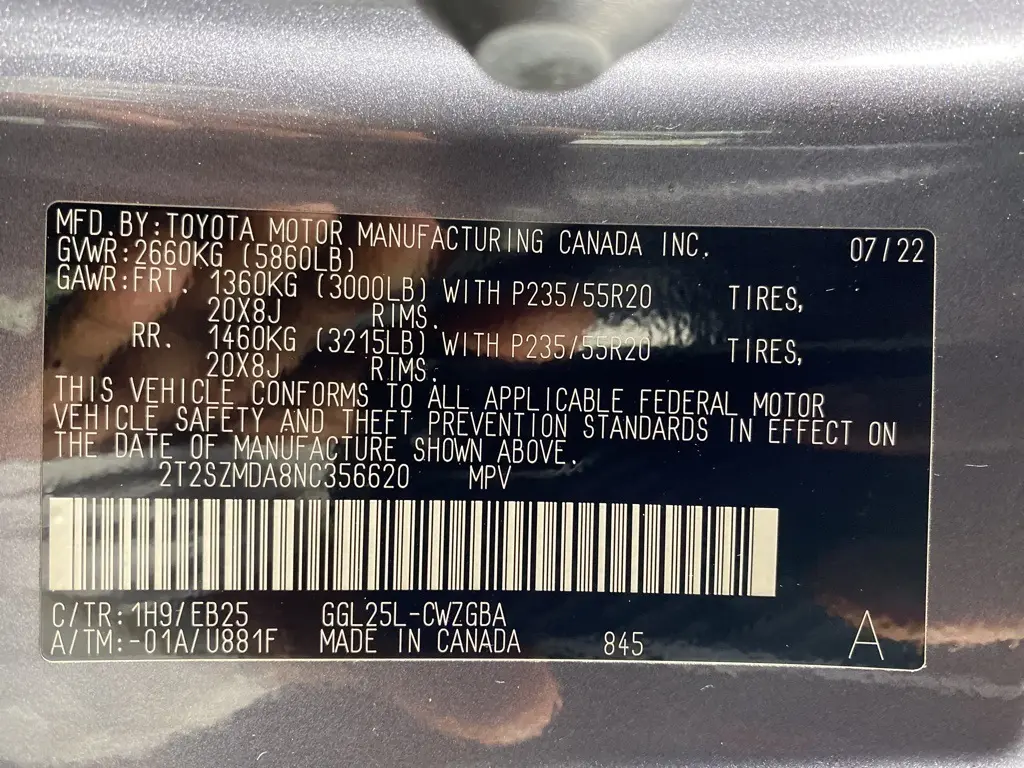 MFD.BY:TOYOTA MOTOR MANUFACTURING CANADA INC. 07/22
GVWR:2660KG (5860LB)
GAWR:FRT. 1360KG (3000LB) WITH P235/55R20 TIRES,
20X8J RIMS.
RR. 1460KG (3215LB) WITH P235/55R20 TIRES,
20X8J RIMS.
THIS VEHICLE CONFORMS TO ALL APPLICABLE FEDERAL MOTOR
VEHICLE SAFETY AND THEFT PREVENTION STANDARDS IN EFFECT ON
THE DATE OF MANUFACTURE SHOWN ABOVE.
2T2SZMDA8NC356620 MPV
C/TR:1H9/EB25 GGL25L-CWZGBA
A/TM:-01A/U881F MADE IN CANADA 845 A